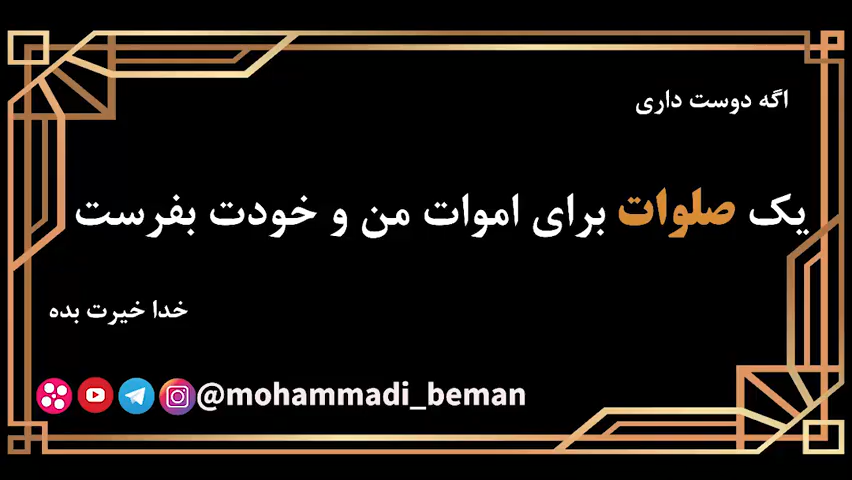 اگه دوست داری
یک صلوات برای اموات من و خودت بفرست
خدا خیرت بده
@mohammadi_beman